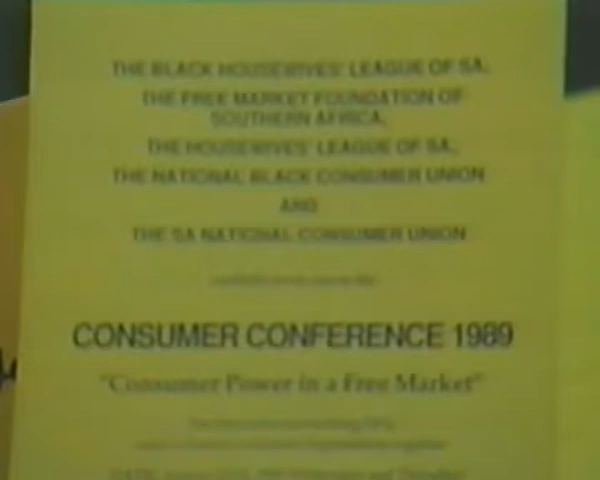 THE BLACK HOUSEWIVES' LEAGUE OF SA,
THE FREE MARKET FOUNDATION OF
SOUTHERN AFRICA,
THE HOUSEWIVES' LEAGUE OF SA,
THE NATIONAL BLACK CONSUMER UNION
AND
THE SA NATIONAL CONSUMER UNION
CONSUMER CONFERENCE 1989
"Consumer Power in a Free Market"